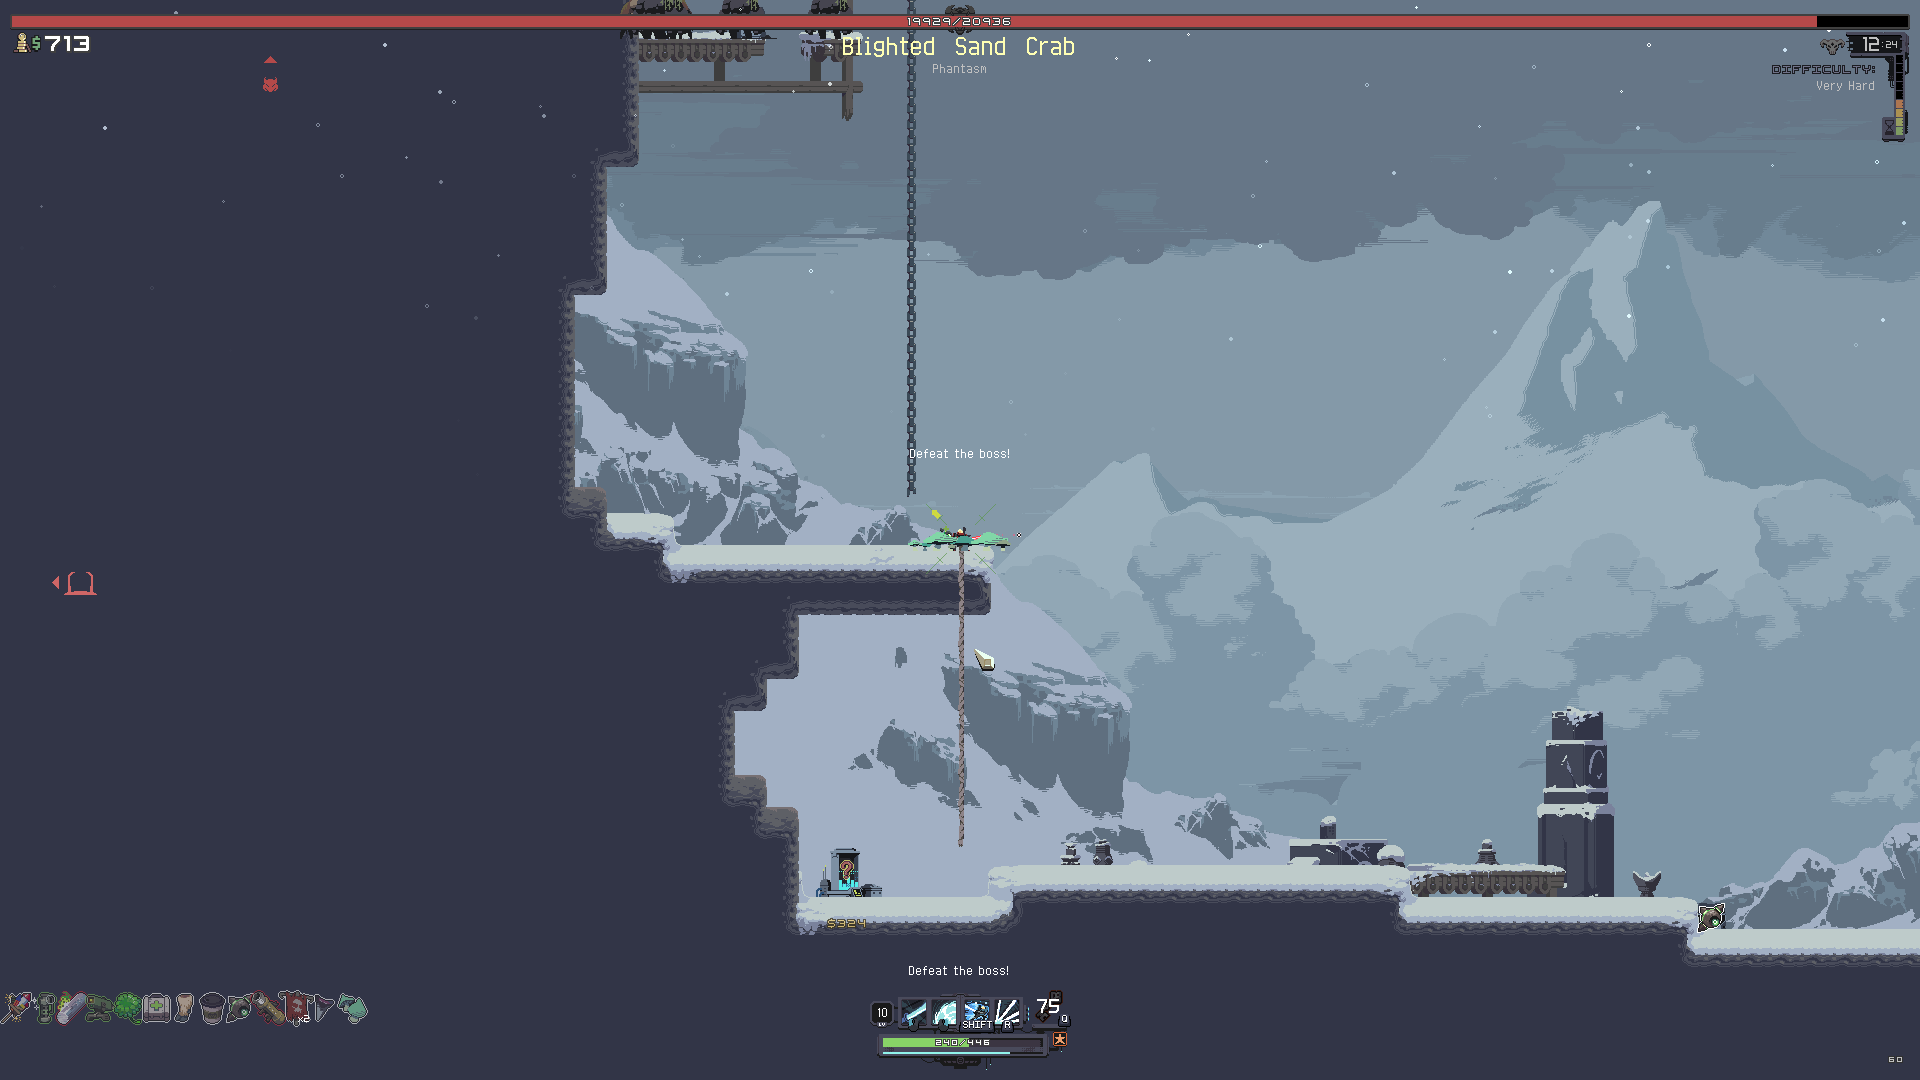 19929/20936
$713
Blighted Sand Crab
Phantasm
12:24
DIFFICULTY:
Very Hard
Defeat the boss!
?
$324
Defeat the boss!
x2
10
SHIFT
R
75
Q
240/446
60